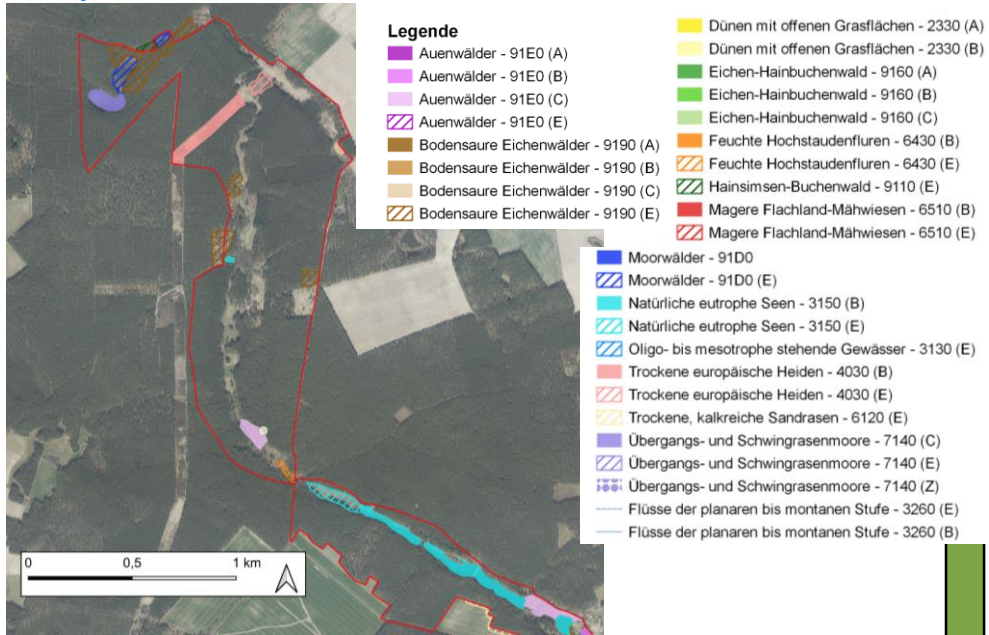 Legende
Auenwälder - 91E0 (A)
Auenwälder - 91E0 (B)
Auenwälder - 91E0 (C)
Auenwälder - 91E0 (E)
Bodensaure Eichenwälder - 9190 (A)
Bodensaure Eichenwälder - 9190 (B)
Bodensaure Eichenwälder - 9190 (C)
Bodensaure Eichenwälder - 9190 (E)
Dünen mit offenen Grasflächen - 2330 (A)
Dünen mit offenen Grasflächen - 2330 (B)
Eichen-Hainbuchenwald - 9160 (A)
Eichen-Hainbuchenwald - 9160 (B)
Eichen-Hainbuchenwald - 9160 (C)
Feuchte Hochstaudenfluren - 6430 (B)
Feuchte Hochstaudenfluren - 6430 (E)
Hainsimsen-Buchenwald - 9110 (E)
Magere Flachland-Mähwiesen - 6510 (B)
Magere Flachland-Mähwiesen - 6510 (E)
Moorwälder - 91D0
Moorwälder - 91D0 (E)
Natürliche eutrophe Seen - 3150 (B)
Natürliche eutrophe Seen - 3150 (E)
Oligo- bis mesotrophe stehende Gewässer - 3130 (E)
Trockene europäische Heiden - 4030 (B)
Trockene europäische Heiden - 4030 (E)
Trockene, kalkreiche Sandrasen - 6120 (E)
Übergangs- und Schwingrasenmoore - 7140 (C)
Übergangs- und Schwingrasenmoore - 7140 (E)
Übergangs- und Schwingrasenmoore - 7140 (Z)
Flüsse der planaren bis montanen Stufe - 3260 (E)
Flüsse der planaren bis montanen Stufe - 3260 (B)
0 0,5 1 km